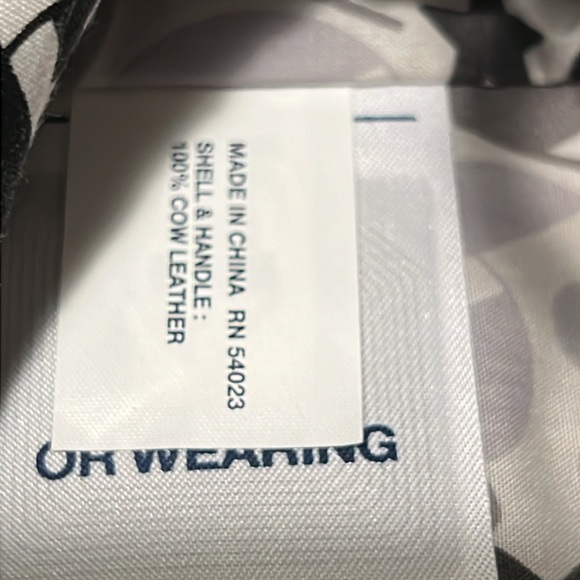 MADE IN CHINA RN 54023
SHELL & HANDLE :
100% COW LEATHER
OR WEARING